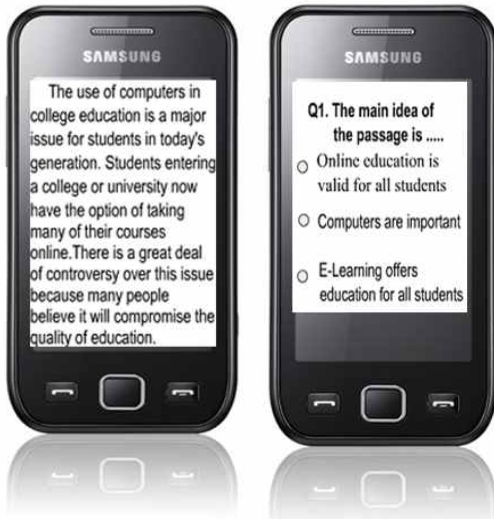 SAMSUNG
The use of computers in
college education is a major
issue for students in today's
generation. Students entering
a college or university now
have the option of taking
many of their courses
online.There is a great deal
of controversy over this issue
because many people
believe it will compromise the
quality of education.
SAMSUNG
Q1. The main idea of
the passage is .....
Online education is
valid for all students
Computers are important
E-Learning offers
education for all students